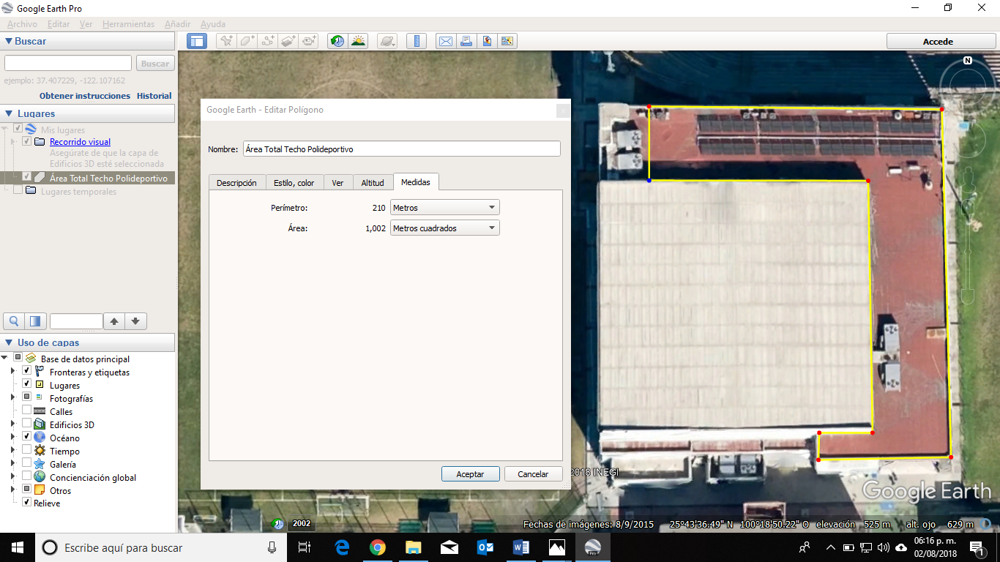 Google Earth Pro
Archivo Editar Ver Herramientas Añadir Ayuda
Buscar
Accede
Buscar
ejemplo: 37.407229, -122.107162
Obtener instrucciones Historial
Lugares
Mis lugares
Recorrido visual
Asegúrate de que la capa de
Edificios 3D esté seleccionada
Área Total Techo Polideportivo
Lugares temporales
Uso de capas
Base de datos principal
Fronteras y etiquetas
Lugares
Fotografías
Calles
Edificios 3D
Océano
Tiempo
Galería
Concienciación global
Otros
Relieve
Google Earth - Editar Polígono
Nombre: Área Total Techo Polideportivo
Descripción Estilo, color Ver Altitud Medidas
Perímetro: 210 Metros
Área: 1,002 Metros cuadrados
Aceptar Cancelar
N
2018 INEGI
Google Earth
2002
Fechas de imágenes: 8/9/2015 25°43'36.49" N 100°18'50.22" O elevación 525 m alt. ojo 629 m
Escribe aquí para buscar
06:16 p. m.
02/08/2018
1